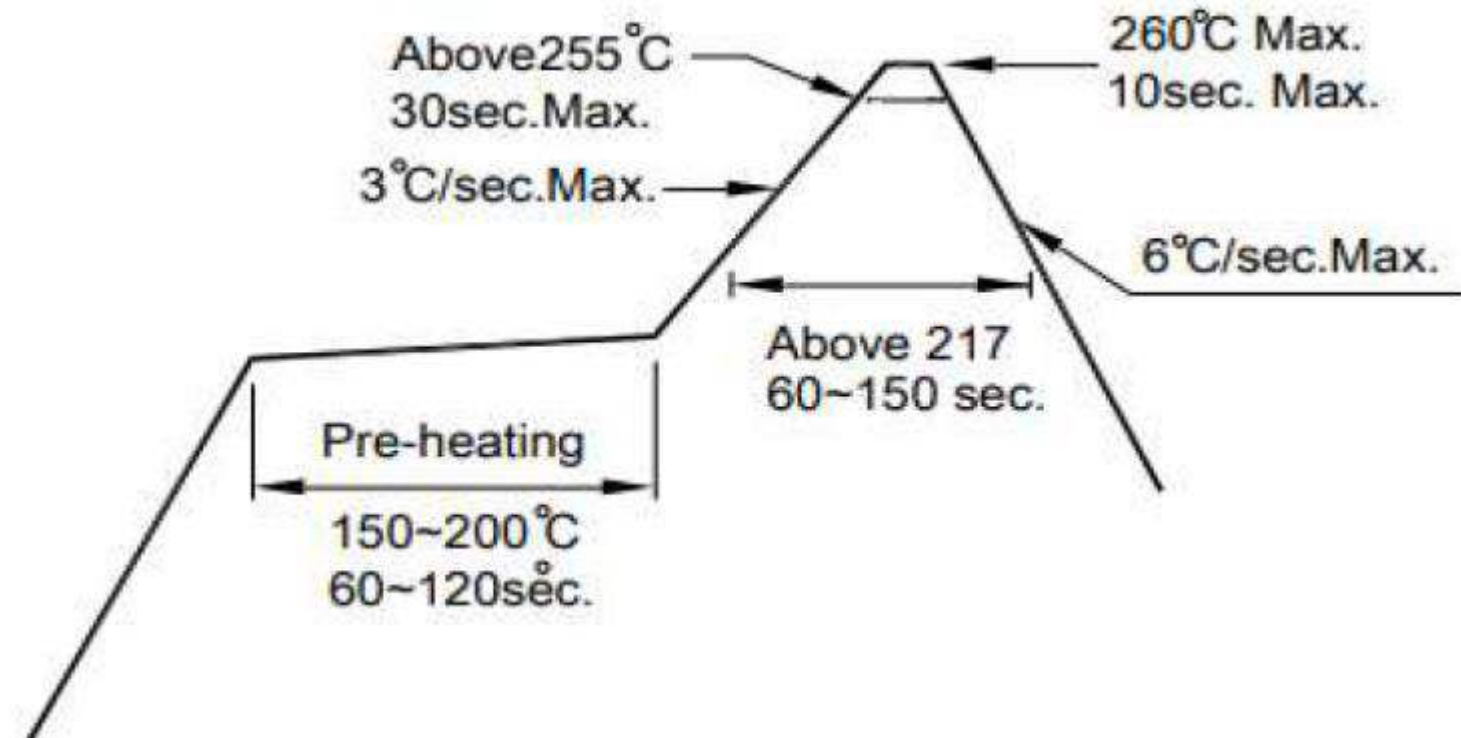 Above255°C
30sec.Max.
260°C Max.
10sec. Max.
3°C/sec.Max.
6°C/sec.Max.
Above 217
60~150 sec.
Pre-heating
150~200°C
60~120sec.